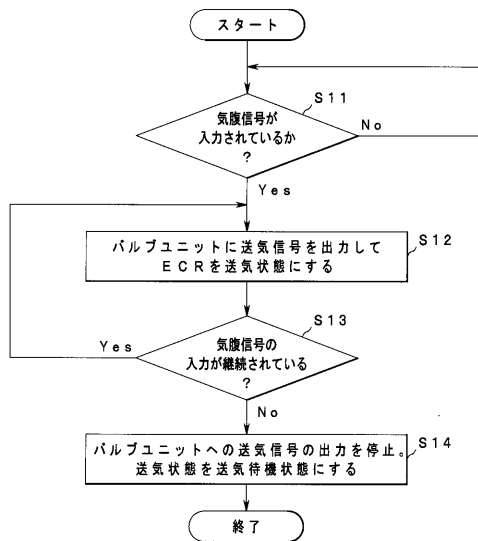 スタート
S11
気腹信号が
入力されているか
?
No
Yes
S12
バルブユニットに送気信号を出力して
ECRを送気状態にする
S13
気腹信号の
入力が継続されている
?
Yes
No
S14
バルブユニットへの送気信号の出力を停止。
送気状態を送気待機状態にする
終了